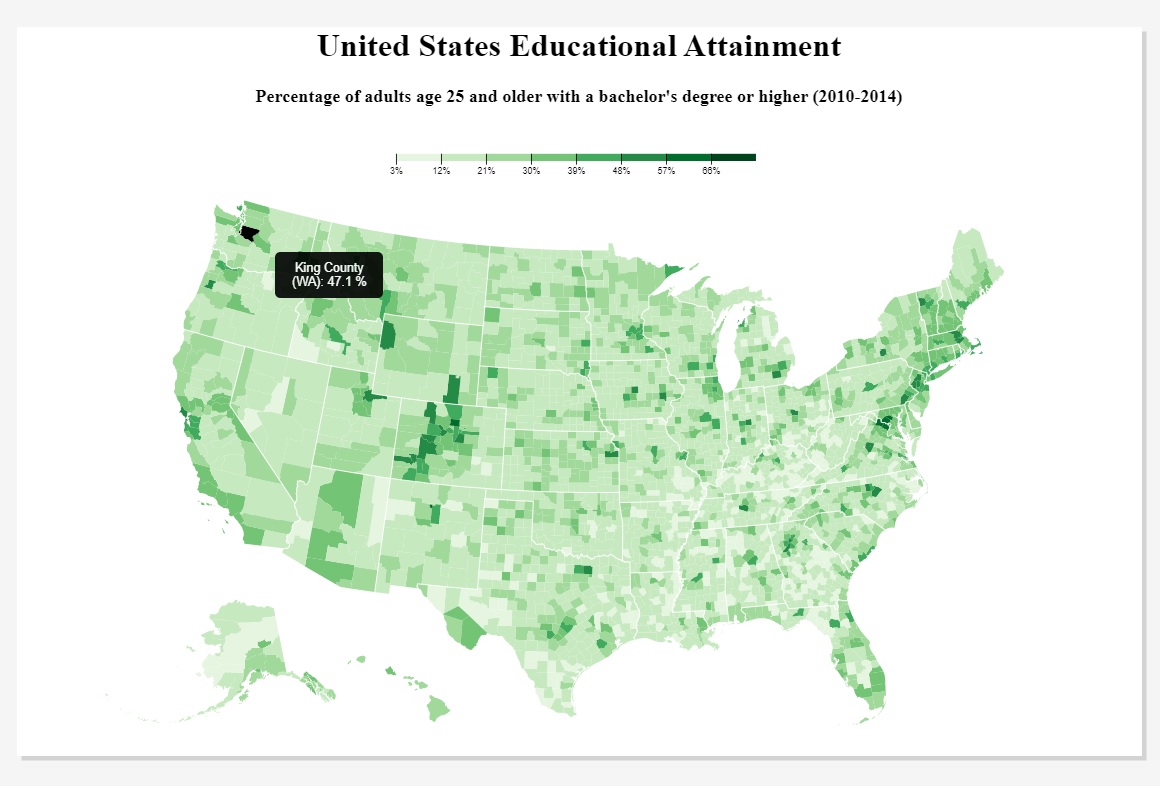 United States Educational Attainment
Percentage of adults age 25 and older with a bachelor's degree or higher (2010-2014)
3% 12% 21% 30% 39% 48% 57% 66%
King County
(WA): 47.1 %